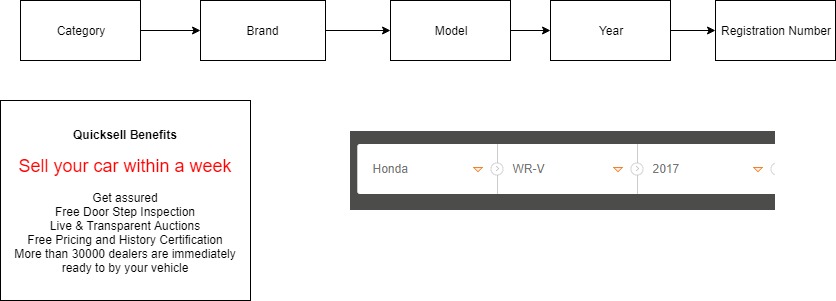 Category
Brand
Model
Year
Registration Number
Quicksell Benefits
Sell your car within a week
Get assured
Free Door Step Inspection
Live & Transparent Auctions
Free Pricing and History Certification
More than 30000 dealers are immediately
ready to by your vehicle
Honda
WR-V
2017